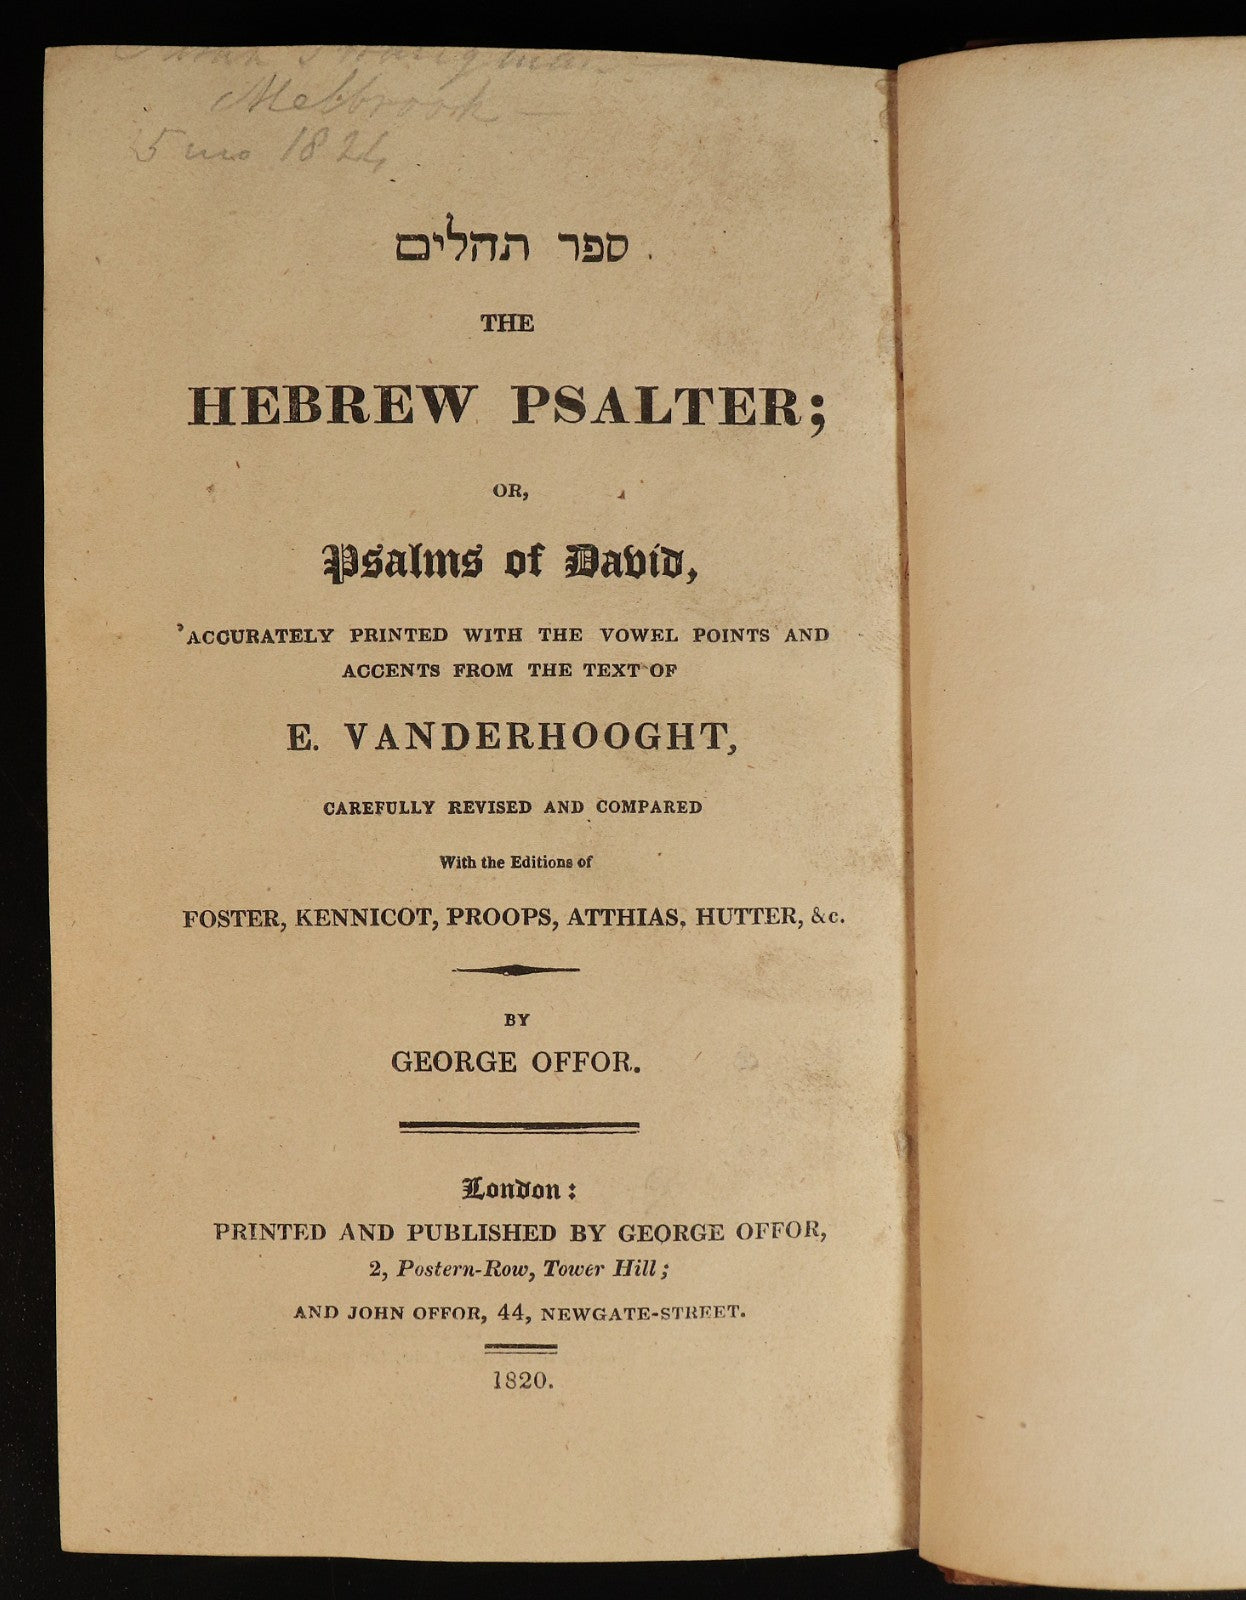 5 mo 1824
ספר תהלים
THE
HEBREW PSALTER;
OR,
Psalms of David,
ACCURATELY PRINTED WITH THE VOWEL POINTS AND
ACCENTS FROM THE TEXT OF
E. VANDERHOOGHT,
CAREFULLY REVISED AND COMPARED
With the Editions of
FOSTER, KENNICOT, PROOPS, ATTHIAS, HUTTER, &c.
BY
GEORGE OFFOR.
London:
PRINTED AND PUBLISHED BY GEORGE OFFOR,
2, Postern-Row, Tower Hill;
AND JOHN OFFOR, 44, NEWGATE-STREET.
1820.